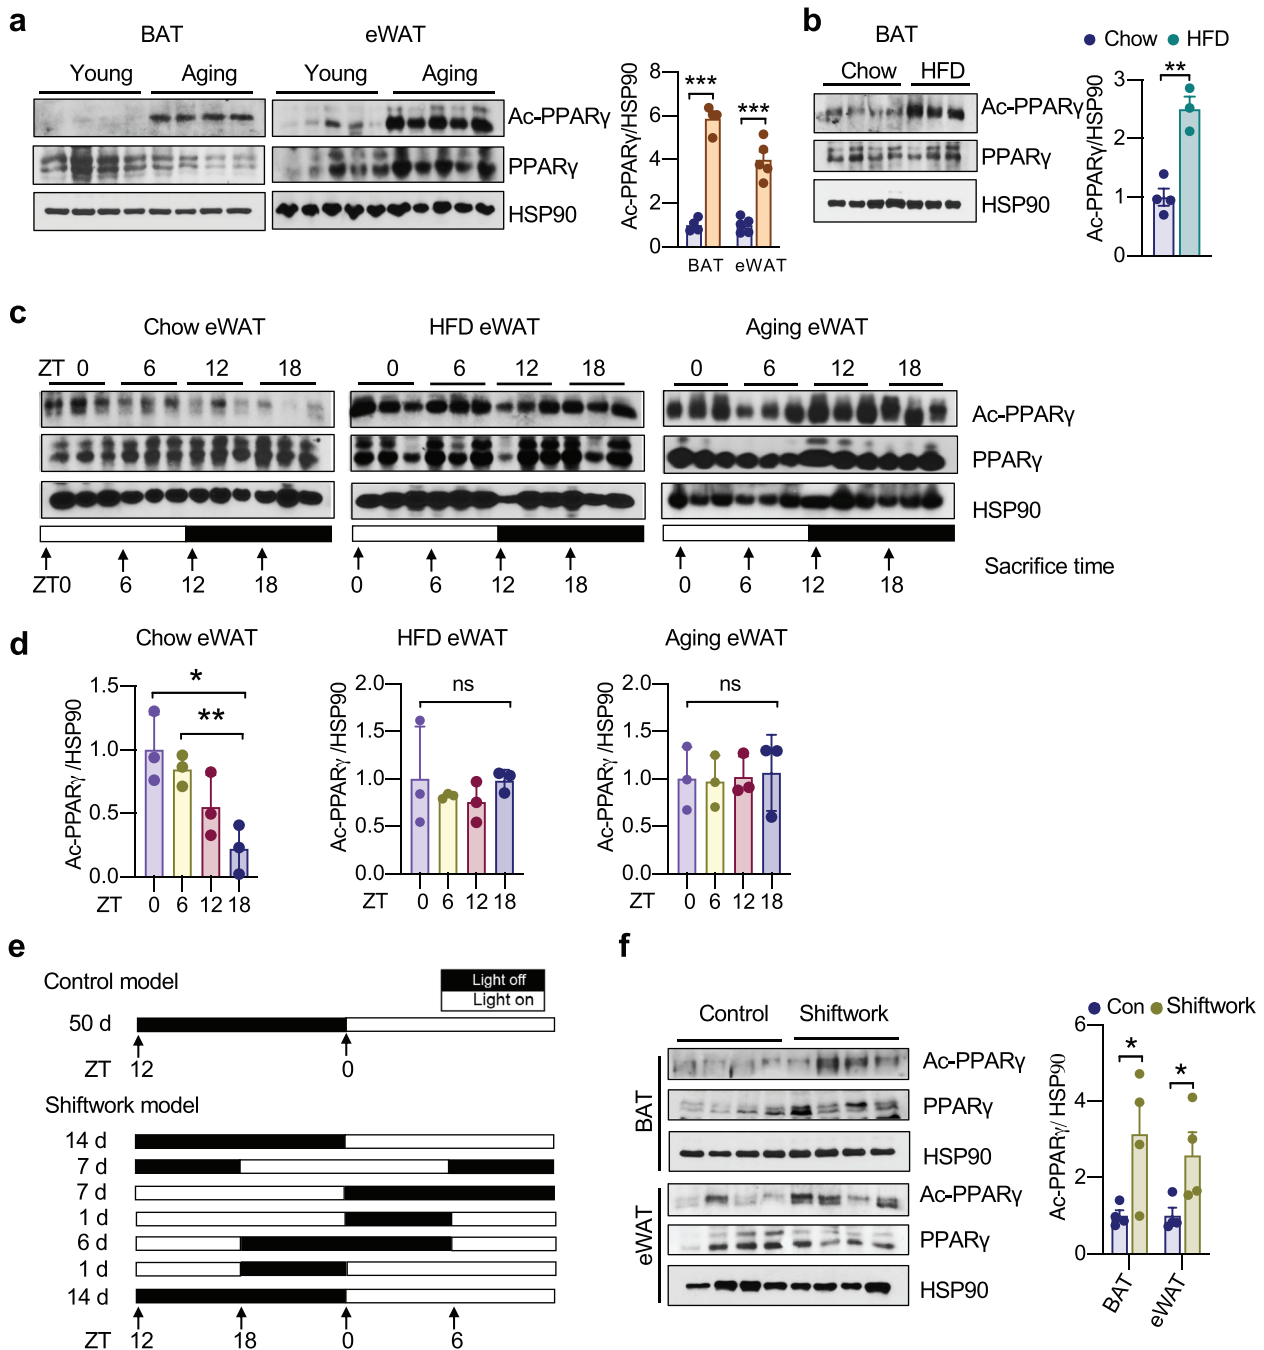 a
BAT
eWAT
Young
Aging
Young
Aging
Ac-PPARγ
PPARγ
HSP90
Ac-PPARγ/HSP90
8
6
4
2
0
***
***
BAT
eWAT
b
BAT
Chow
HFD
Chow
HFD
Ac-PPARγ
PPARγ
HSP90
Ac-PPARγ/HSP90
3
2
1
0
**
c
Chow eWAT
HFD eWAT
Aging eWAT
ZT 0 6 12 18
0 6 12 18
0 6 12 18
Ac-PPARγ
PPARγ
HSP90
ZT0 6 12 18
0 6 12 18
0 6 12 18
Sacrifice time
d
Chow eWAT
Ac-PPARγ /HSP90
1.5
1.0
0.5
0.0
*
**
ZT 0 6 12 18
HFD eWAT
Ac-PPARγ /HSP90
2.0
1.5
1.0
0.5
0.0
ns
ZT 0 6 12 18
Aging eWAT
Ac-PPARγ /HSP90
2.0
1.5
1.0
0.5
0.0
ns
ZT 0 6 12 18
e
Control model
Light off
Light on
50 d
ZT 12 0
Shiftwork model
14 d
7 d
7 d
1 d
6 d
1 d
14 d
ZT 12 18 0 6
f
Control
Shiftwork
BAT
Ac-PPARγ
PPARγ
HSP90
eWAT
Ac-PPARγ
PPARγ
HSP90
Con
Shiftwork
Ac-PPARγ/ HSP90
6
4
2
0
*
*
BAT
eWAT